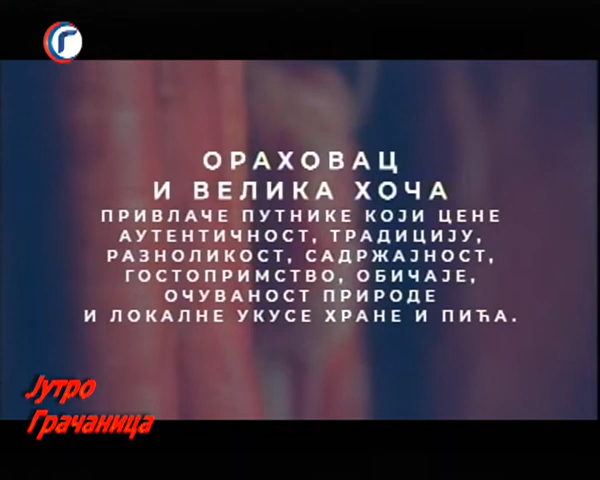 ОРАХОВАЦ
И ВЕЛИКА ХОЧА
ПРИВЛАЧЕ ПУТНИКЕ КОЈИ ЦЕНЕ
АУТЕНТИЧНОСТ, ТРАДИЦИЈУ,
РАЗНОЛИКОСТ, САДРЖАЈНОСТ,
ГОСТОПРИМСТВО, ОБИЧАЈЕ,
ОЧУВАНОСТ ПРИРОДЕ
И ЛОКАЛНЕ УКУСЕ ХРАНЕ И ПИЋА.
Јутро
Грачаница